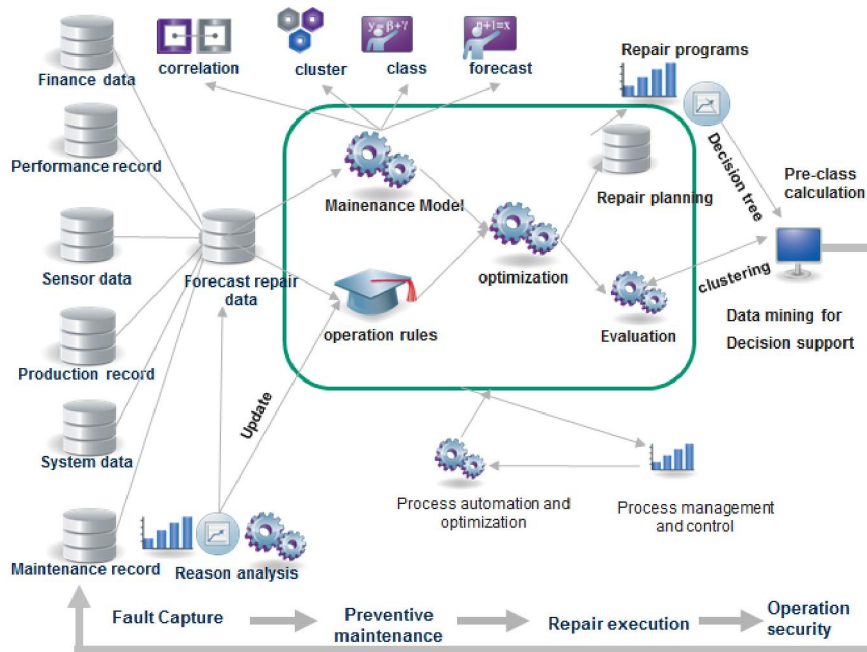 y=β+γ
n+1=x
correlation
cluster
class
forecast
Repair programs
Finance data
Performance record
Sensor data
Production record
System data
Maintenance record
Forecast repair
data
Mainenance Model
operation rules
optimization
Repair planning
Evaluation
Decision tree
clustering
Pre-class
calculation
Data mining for
Decision support
Update
Reason analysis
Process automation and
optimization
Process management
and control
Fault Capture
Preventive
maintenance
Repair execution
Operation
security